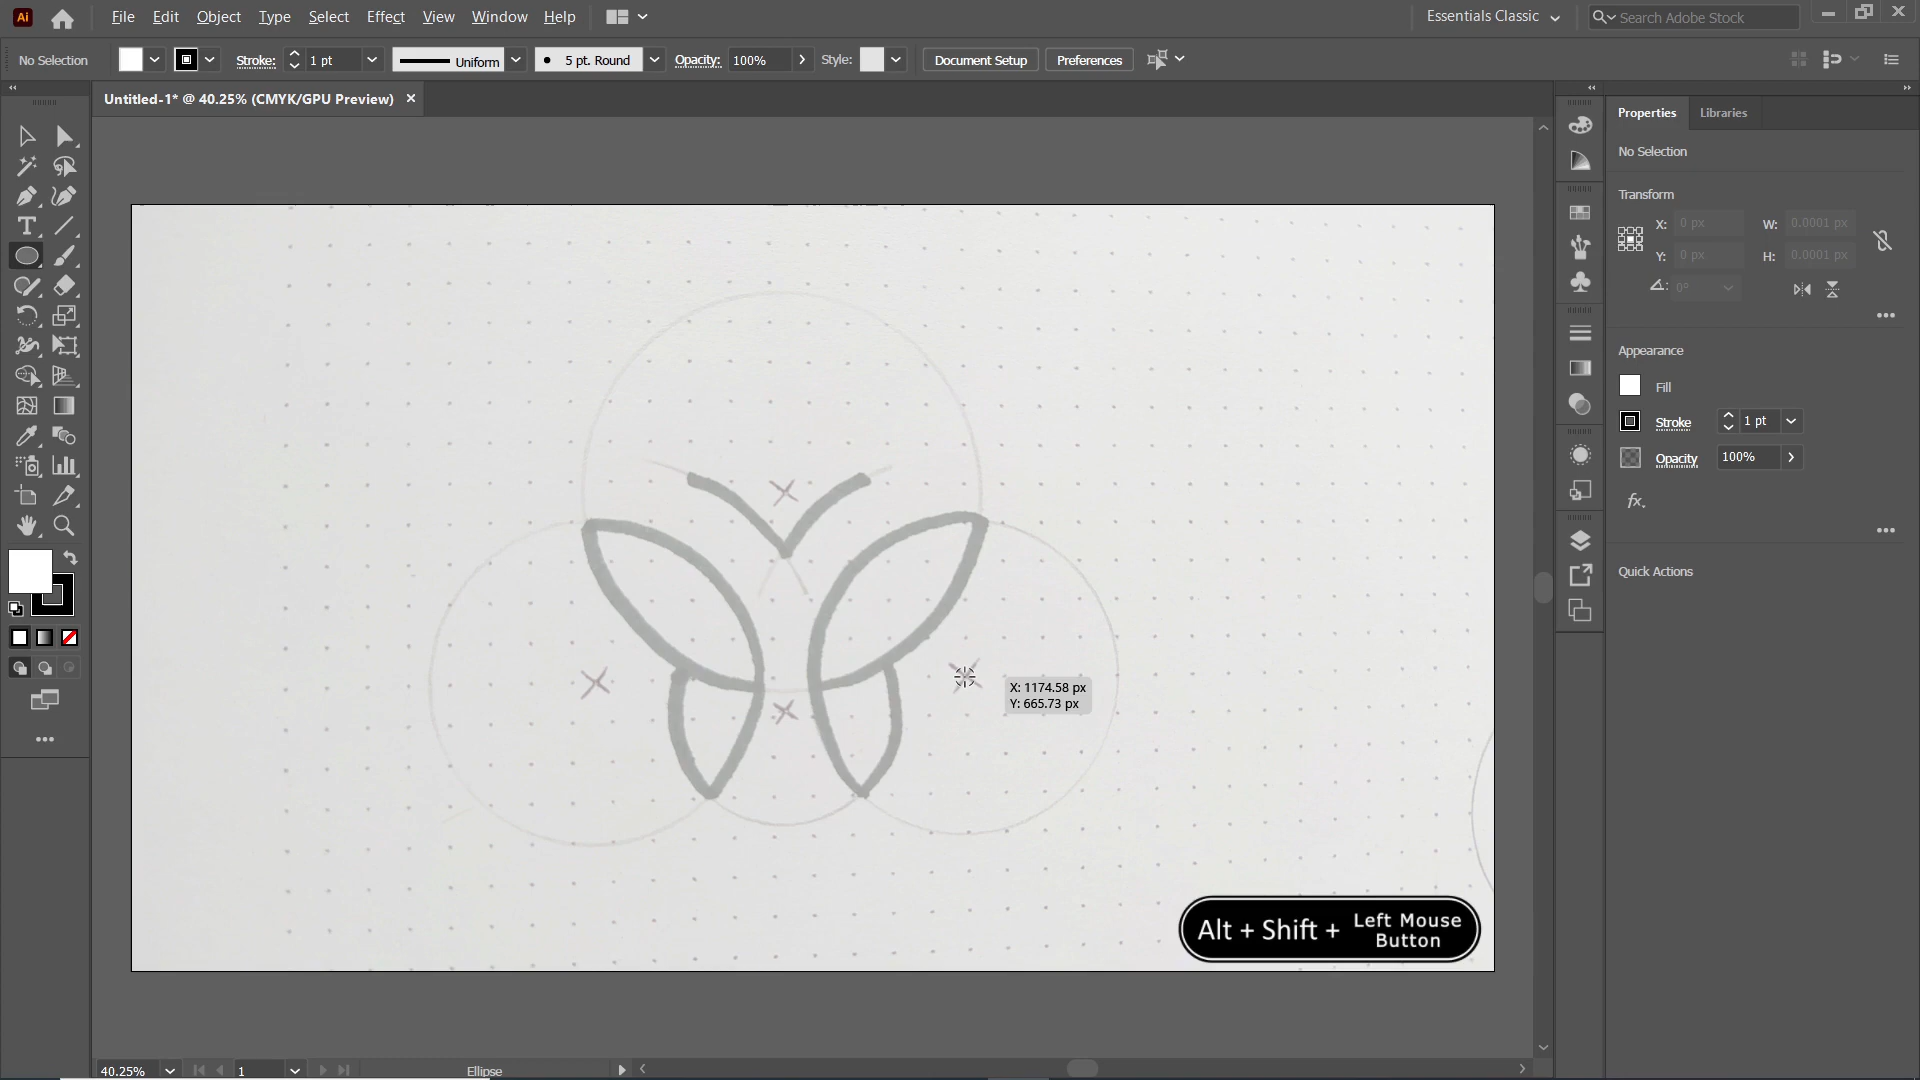 Ai File Edit Object Type Select Effect View Window Help Essentials Classic Search Adobe Stock
No Selection Stroke: 1 pt Uniform 5 pt. Round Opacity: 100% Style: Document Setup Preferences
Untitled-1* @ 40.25% (CMYK/GPU Preview)
Properties Libraries
No Selection
Transform
X: 0 px W: 0.0001 px
Y: 0 px H: 0.0001 px
0°
Appearance
Fill
Stroke 1 pt
Opacity 100%
fx.
Quick Actions
X: 1174.58 px
Y: 665.73 px
Alt + Shift + Left Mouse Button
40.25% 1 Ellipse